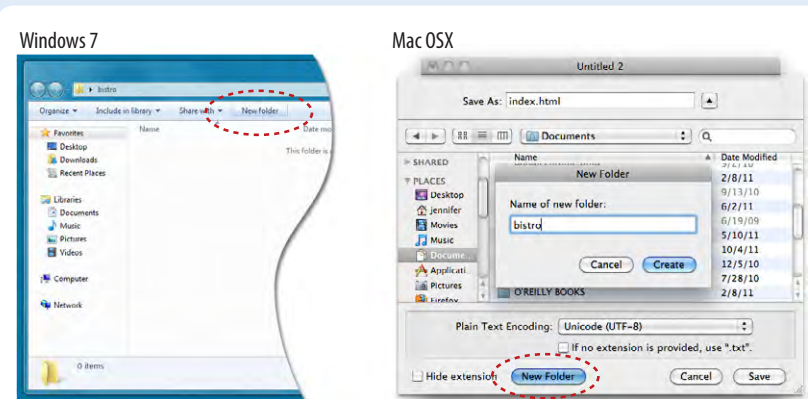 Windows 7
bistro
Organize Include in library Share with New folder
Favorites
Desktop
Downloads
Recent Places
Libraries
Documents
Music
Pictures
Videos
Computer
Network
Name
Date mo
This folder is
0 items
Mac OSX
Untitled 2
Save As: index.html
Documents
SHARED
PLACES
Desktop
jennifer
Movies
Music
Docume
Applicati
Pictures
Firefox
Name
Date Modified
2/8/11
9/13/10
6/2/11
6/19/09
5/10/11
10/4/11
12/5/10
7/28/10
O'REILLY BOOKS 2/8/11
New Folder
Name of new folder:
bistro
Cancel Create
Plain Text Encoding: Unicode (UTF-8)
If no extension is provided, use ".txt".
Hide extension New Folder Cancel Save